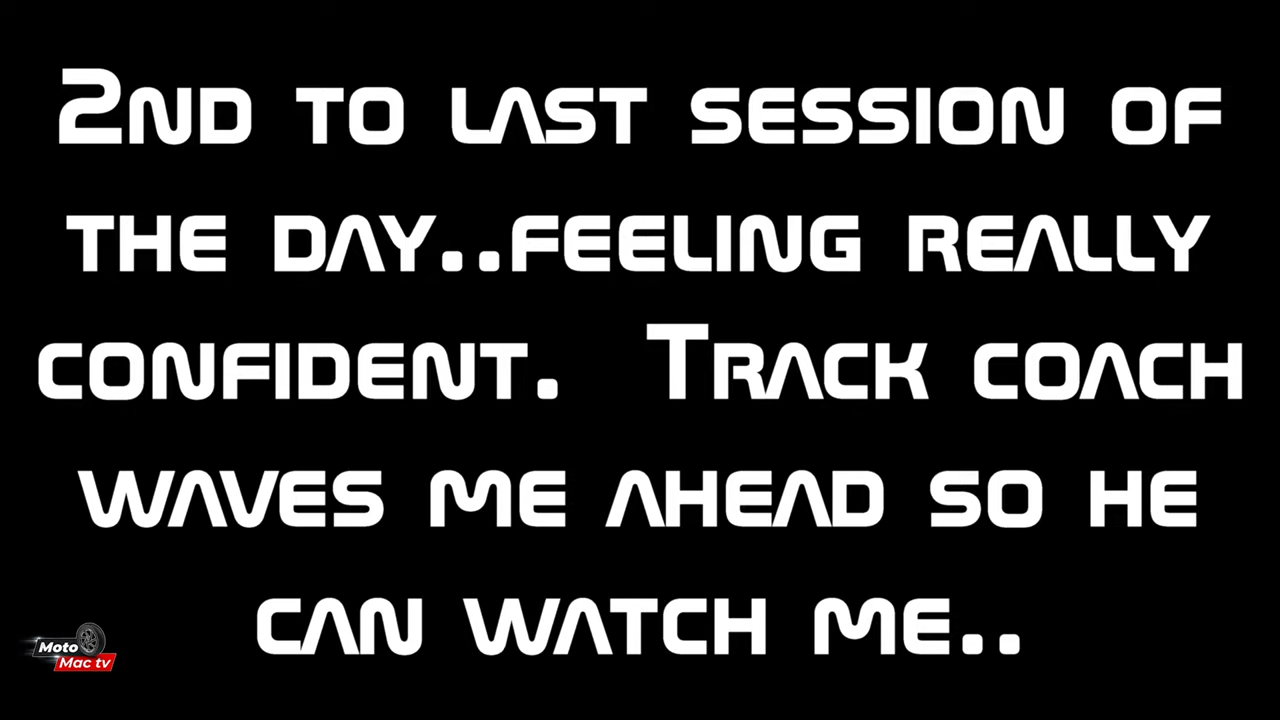 2nd to last session of
the day..feeling really
confident.  Track coach
waves me ahead so he
can watch me..
Moto
Mac tv